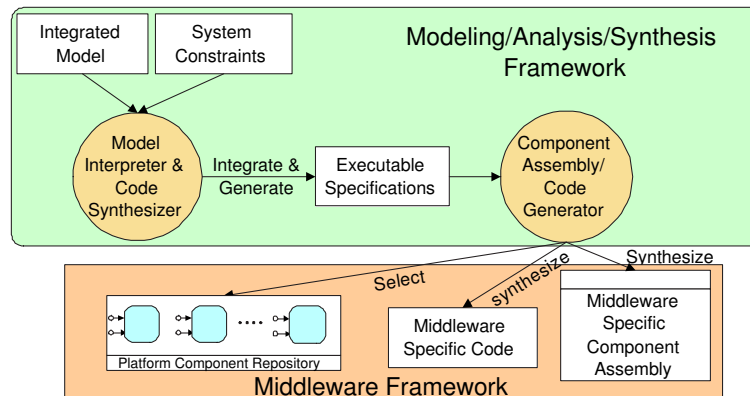 Integrated
Model
System
Constraints
Modeling/Analysis/Synthesis
Framework
Model
Interpreter &
Code
Synthesizer
Integrate &
Generate
Executable
Specifications
Component
Assembly/
Code
Generator
Select
synthesize
Synthesize
Platform Component Repository
Middleware
Specific Code
Middleware
Specific
Component
Assembly
Middleware Framework